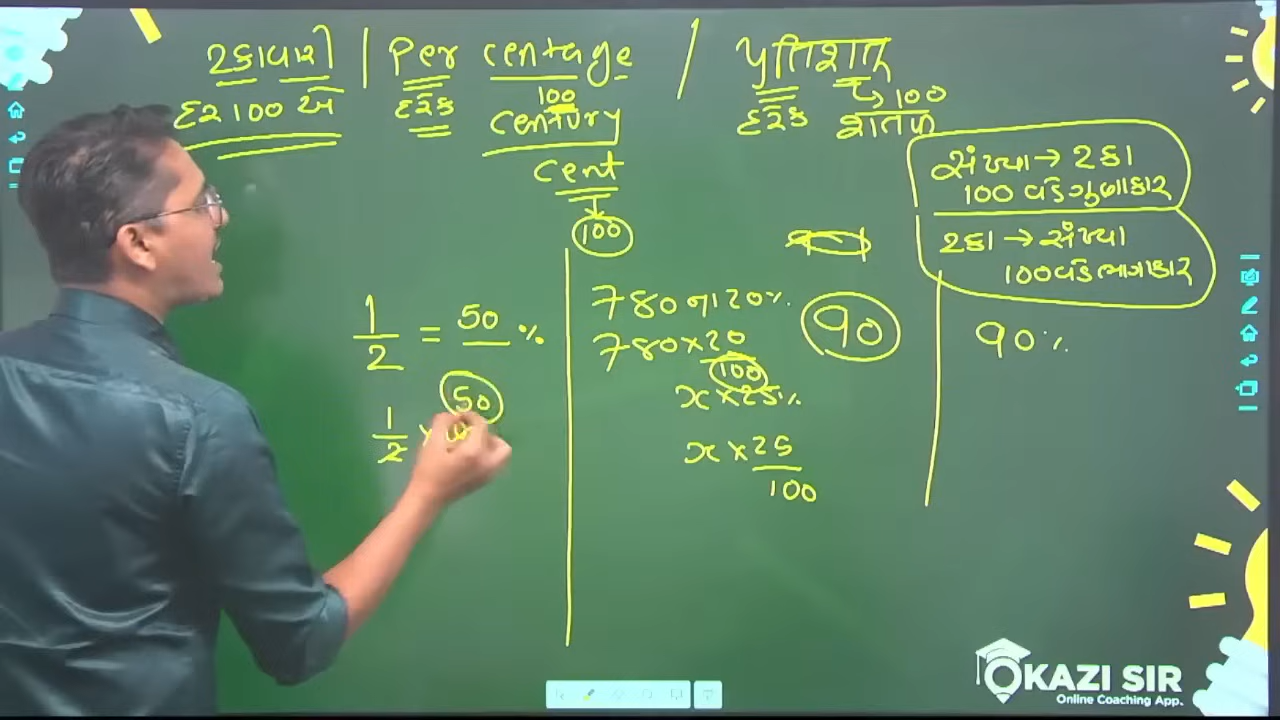 ટકાવારી | Percentage / પ્રતિશત
દર 100 એ
દરેક
100
century
cent
100
દરેક
100
શતક
સંખ્યા → ટકા
100 વડે ગુણાકાર
ટકા → સંખ્યા
100 વડે ભાગાકાર
1/2 = 50 %
50
1/2 ×
780 ના 20%
780 × 20/100
x × 25%
x × 25/100
90
90%
KAZI SIR
Online Coaching App.